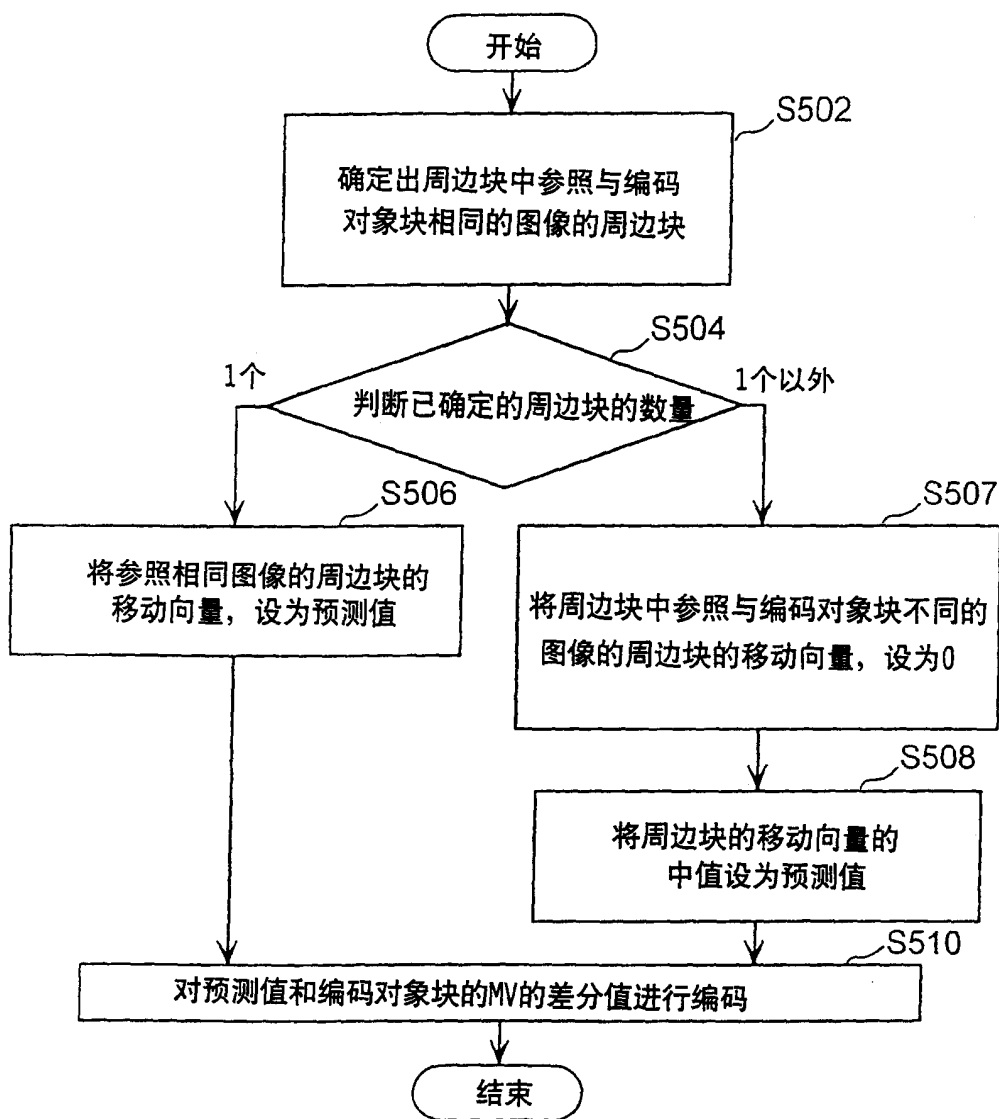 开始
S502
确定出周边块中参照与编码
对象块相同的图像的周边块
S504
1个
1个以外
判断已确定的周边块的数量
S506
S507
将参照相同图像的周边块的
移动向量，设为预测值
将周边块中参照与编码对象块不同的
图像的周边块的移动向量，设为0
S508
将周边块的移动向量的
中值设为预测值
S510
对预测值和编码对象块的MV的差分值进行编码
结束